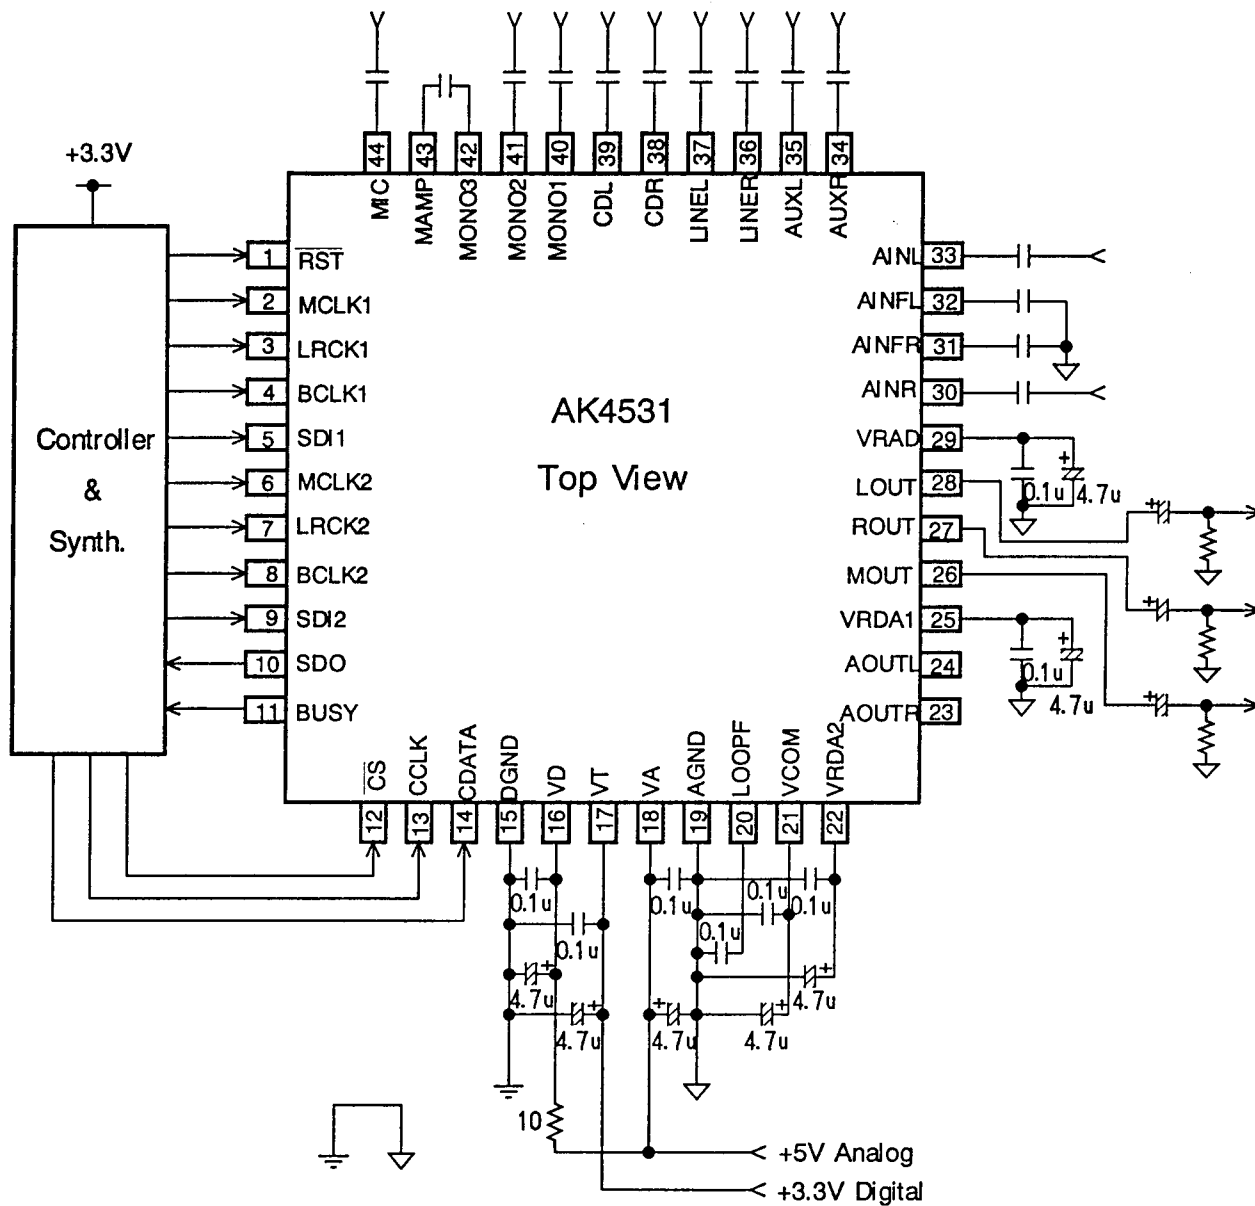 44 43 42 41 40 39 38 37 36 35 34
MIC MAMP MONO3 MONO2 MONO1 CDL CDR LINEL LINER AUXL AUXR
+3.3V
Controller
&
Synth.
1 RST
2 MCLK1
3 LRCK1
4 BCLK1
5 SDI1
6 MCLK2
7 LRCK2
8 BCLK2
9 SDI2
10 SDO
11 BUSY
AK4531
Top View
AINL 33
AINFL 32
AINFR 31
AINR 30
VRAD 29
LOUT 28
ROUT 27
MOUT 26
VRDA1 25
AOUTL 24
AOUTR 23
+
0.1u 4.7u
+
+
+
0.1u
4.7u
+
CS CCLK CDATA DGND VD VT VA AGND LOOPF VCOM VRDA2
12 13 14 15 16 17 18 19 20 21 22
0.1u 0.1u 0.1u 0.1u
0.1u 0.1u
+ +
4.7u 4.7u
+ + +
4.7u 4.7u 4.7u
10
+5V Analog
+3.3V Digital